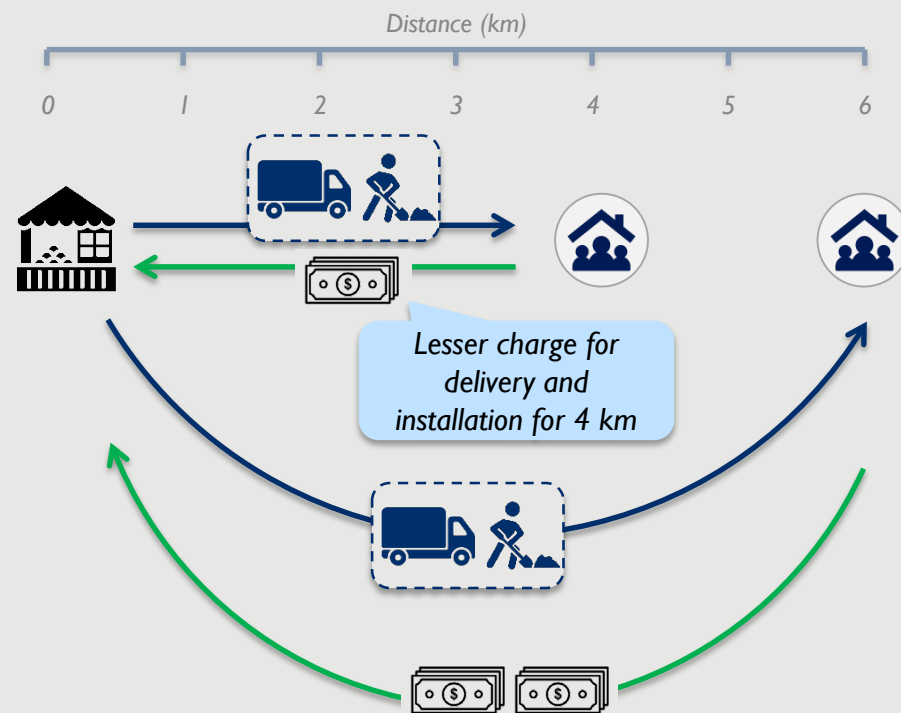 Distance (km)
0 1 2 3 4 5 6
$
Lesser charge for
delivery and
installation for 4 km
$ $